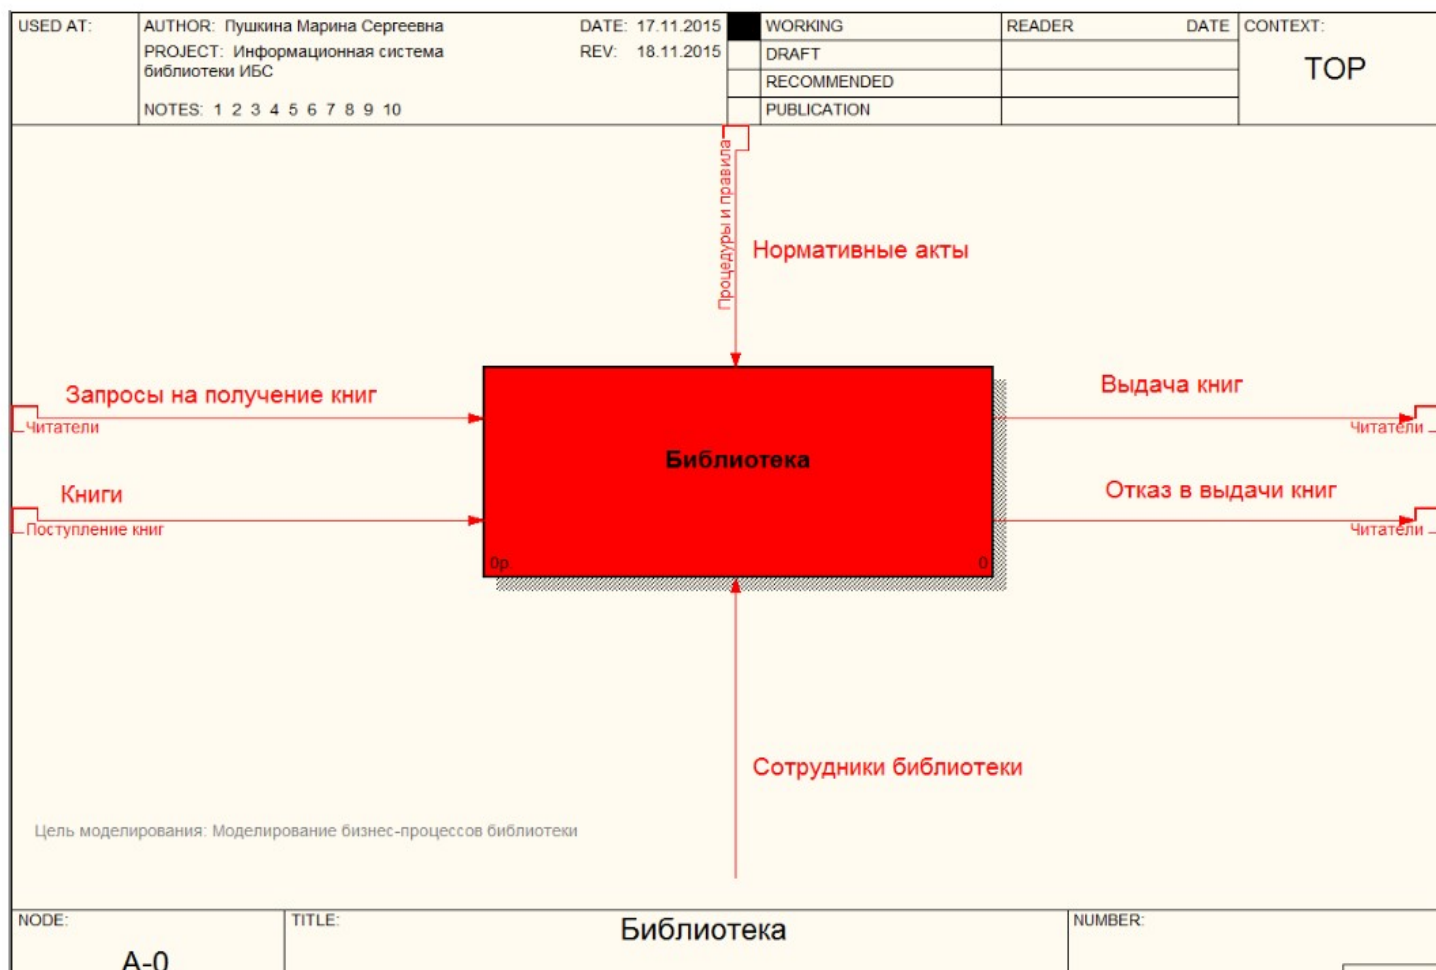 USED AT:
AUTHOR: Пушкина Марина Сергеевна
DATE: 17.11.2015
WORKING
READER
DATE
CONTEXT:
PROJECT: Информационная система
библиотеки ИБС
REV: 18.11.2015
DRAFT
TOP
RECOMMENDED
NOTES: 1 2 3 4 5 6 7 8 9 10
PUBLICATION
Процедуры и правила
Нормативные акты
Запросы на получение книг
Выдача книг
Читатели
Читатели
Библиотека
Книги
Отказ в выдачи книг
Поступление книг
Читатели
0р.
0
Сотрудники библиотеки
Цель моделирования: Моделирование бизнес-процессов библиотеки
NODE:
TITLE:
Библиотека
NUMBER:
A-0